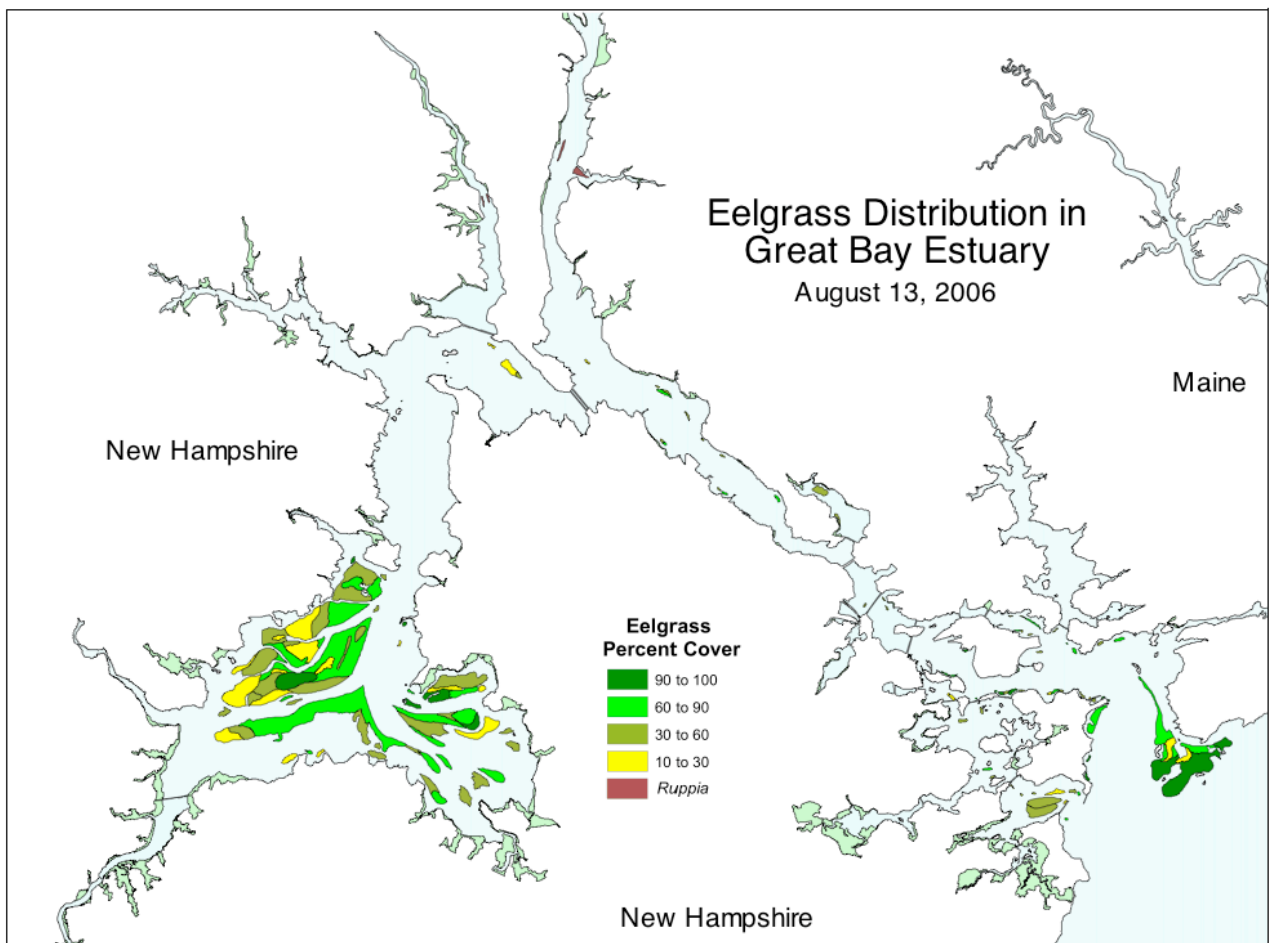 Eelgrass Distribution in
Great Bay Estuary
August 13, 2006
Maine
New Hampshire
Eelgrass
Percent Cover
90 to 100
60 to 90
30 to 60
10 to 30
Ruppia
New Hampshire